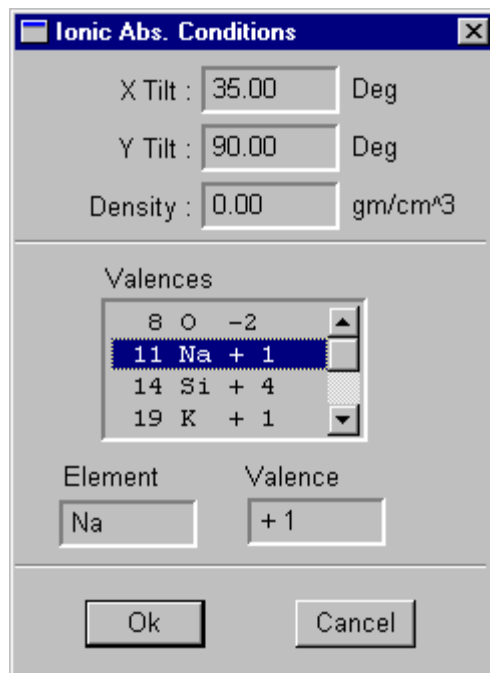 Ionic Abs. Conditions
X Tilt : 35.00 Deg
Y Tilt : 90.00 Deg
Density : 0.00 gm/cm^3
Valences
8 O -2
11 Na + 1
14 Si + 4
19 K + 1
Element Valence
Na + 1
Ok Cancel